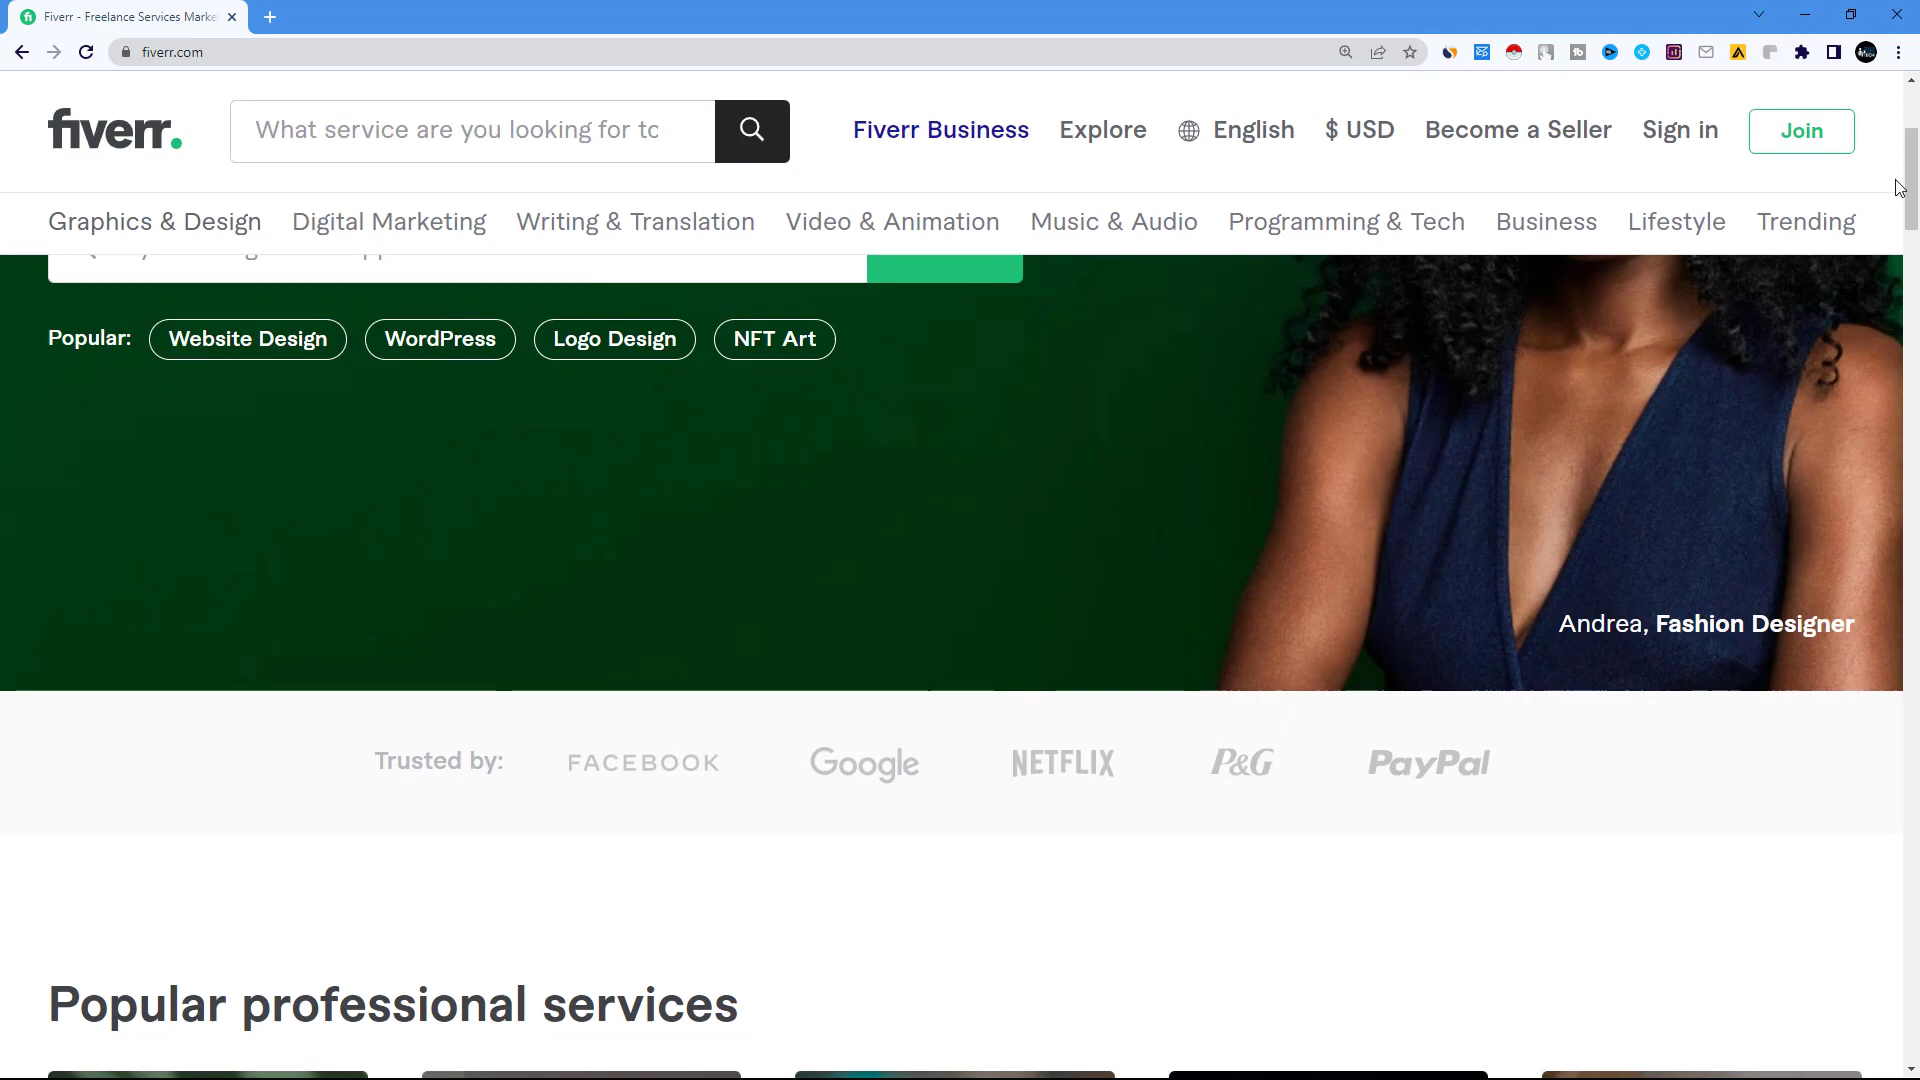 Fiverr - Freelance Services Marke
fiverr.com
fiverr.
What service are you looking for tc
Fiverr Business
Explore
English
$ USD
Become a Seller
Sign in
Join
Graphics & Design
Digital Marketing
Writing & Translation
Video & Animation
Music & Audio
Programming & Tech
Business
Lifestyle
Trending
Popular:
Website Design
WordPress
Logo Design
NFT Art
Andrea, Fashion Designer
Trusted by:
FACEBOOK
Google
NETFLIX
P&G
PayPal
Popular professional services